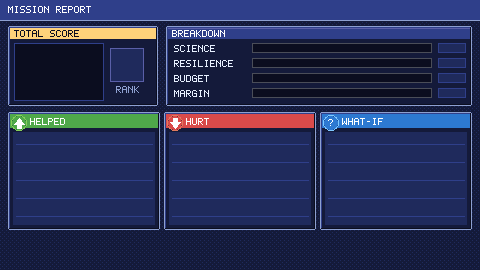 MISSION REPORT
TOTAL SCORE
RANK
BREAKDOWN
SCIENCE
RESILIENCE
BUDGET
MARGIN
HELPED
HURT
? WHAT-IF